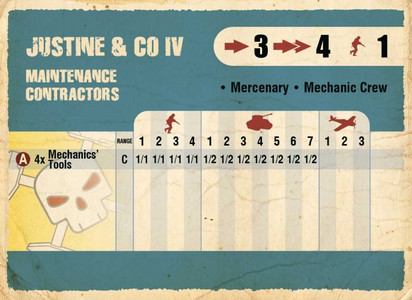 JUSTINE & CO IV
3 4 1
MAINTENANCE
CONTRACTORS
• Mercenary • Mechanic Crew
RANGE 1 2 3 4 1 2 3 4 5 6 7 1 2 3
A 4x Mechanics' Tools C 1/1 1/1 1/1 1/1 1/2 1/2 1/2 1/2 1/2 1/2 1/2